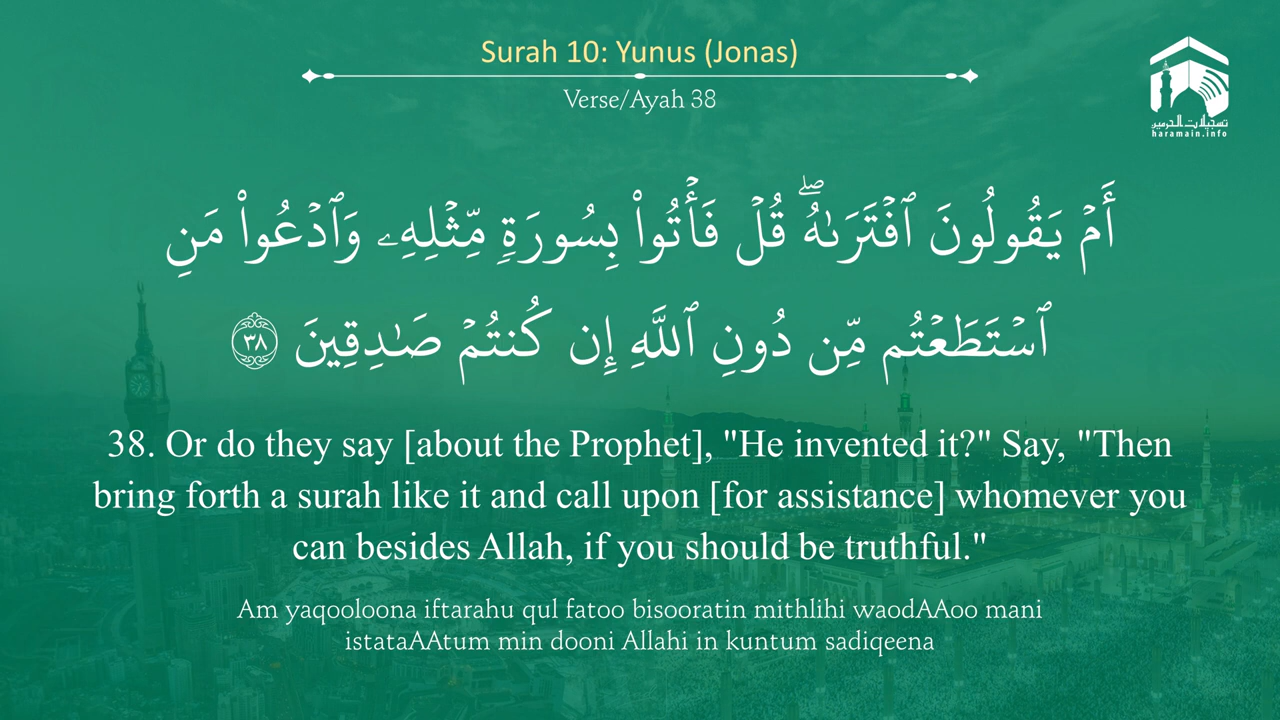 Surah 10: Yunus (Jonas)
Verse/Ayah 38
تسجيلات الحرمين
haramain.info
أَمۡ يَقُولُونَ ٱفۡتَرَىٰهُۖ قُلۡ فَأۡتُواْ بِسُورَةٖ مِّثۡلِهِۦ وَٱدۡعُواْ مَنِ
ٱسۡتَطَعۡتُم مِّن دُونِ ٱللَّهِ إِن كُنتُمۡ صَٰدِقِينَ ٣٨
38. Or do they say [about the Prophet], "He invented it?" Say, "Then
bring forth a surah like it and call upon [for assistance] whomever you
can besides Allah, if you should be truthful."
Am yaqooloona iftarahu qul fatoo bisooratin mithlihi waodAAoo mani
istataAAtum min dooni Allahi in kuntum sadiqeena